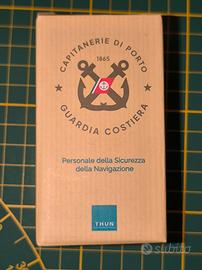 CAPITANERIE DI PORTO
1865
GUARDIA COSTIERA
Personale della Sicurezza
della Navigazione
THUN
subito